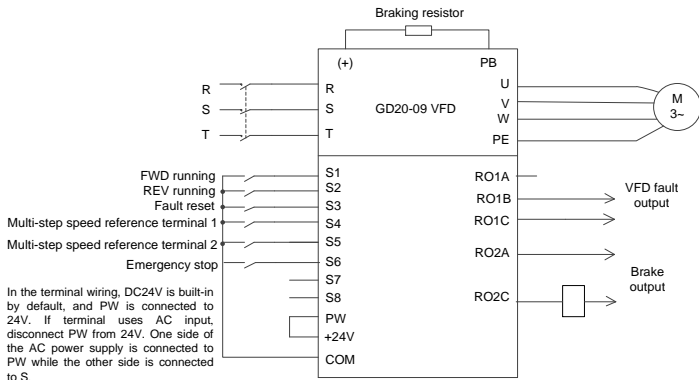 Braking resistor
(+)
PB
R
S
T
R
S
T
GD20-09 VFD
U
V
W
PE
M
3~
FWD running
REV running
Fault reset
Multi-step speed reference terminal 1
Multi-step speed reference terminal 2
Emergency stop
S1
S2
S3
S4
S5
S6
S7
S8
PW
+24V
COM
RO1A
RO1B
RO1C
RO2A
RO2C
VFD fault
output
Brake
output
In the terminal wiring, DC24V is built-in
by default, and PW is connected to
24V. If terminal uses AC input,
disconnect PW from 24V. One side of
the AC power supply is connected to
PW while the other side is connected
to S